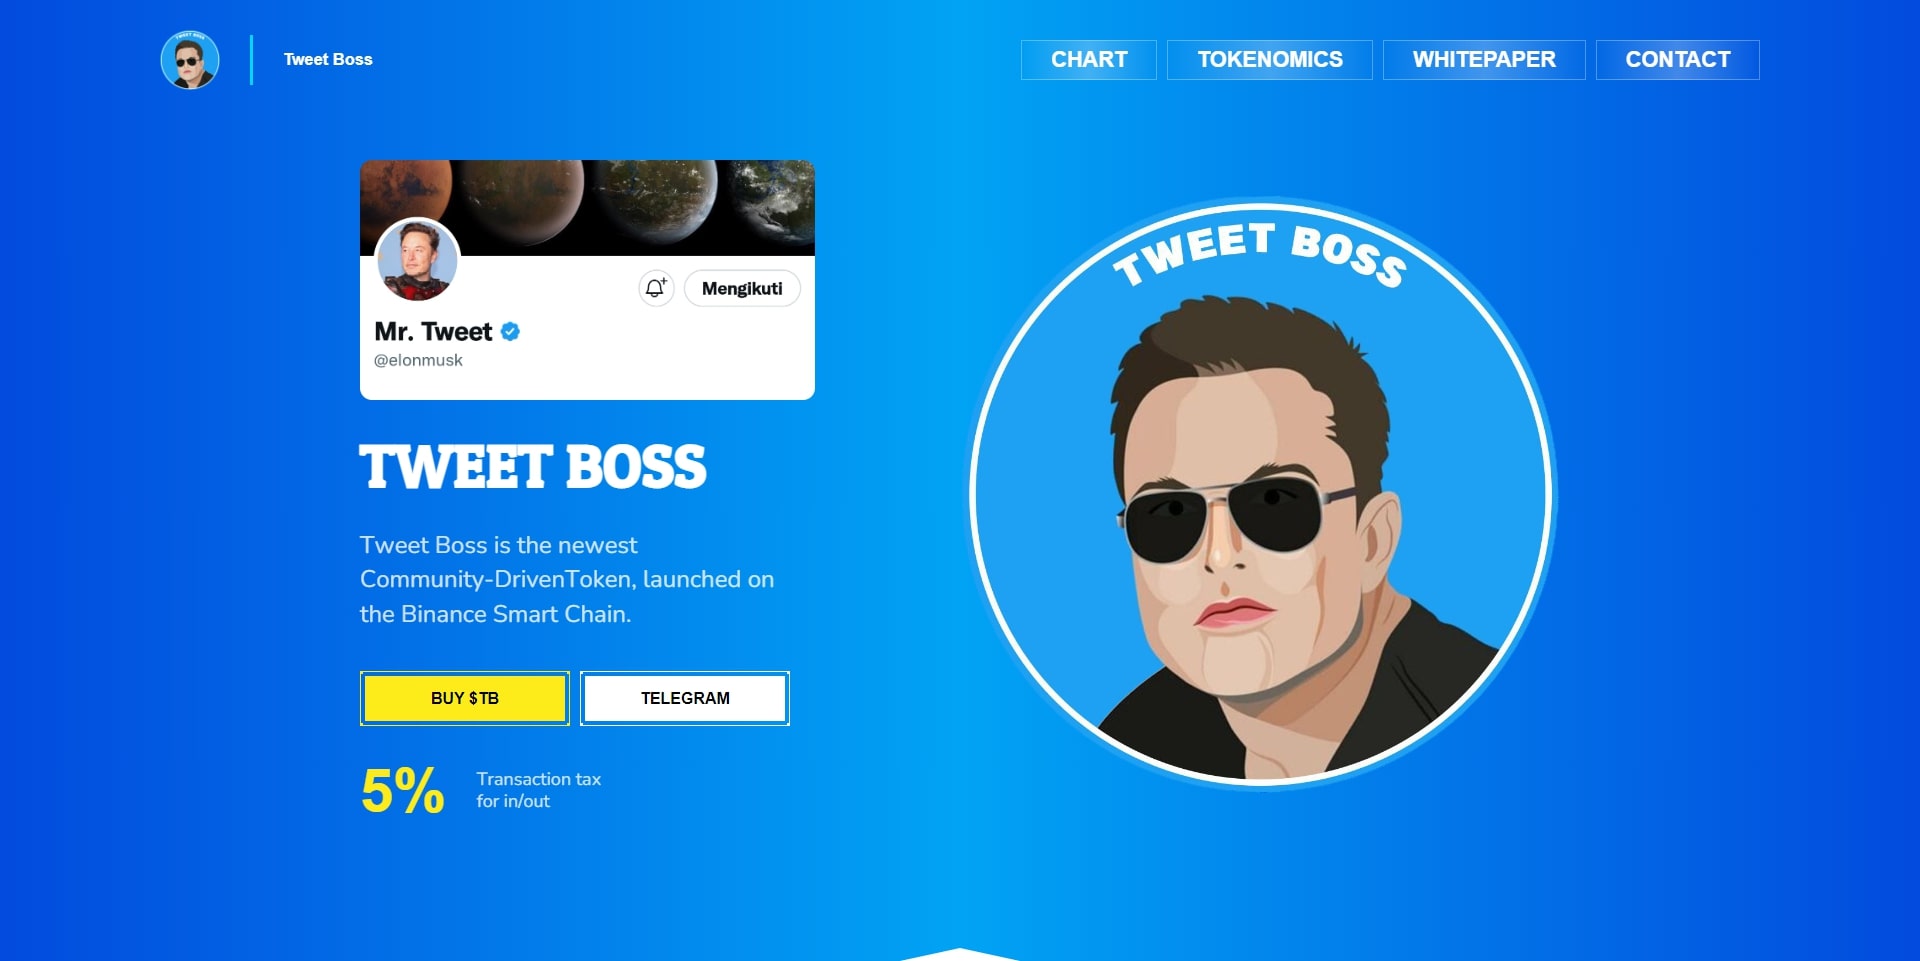 Tweet Boss
CHART
TOKENOMICS
WHITEPAPER
CONTACT
Mengikuti
Mr. Tweet
@elonmusk
TWEET BOSS
Tweet Boss is the newest
Community-DrivenToken, launched on
the Binance Smart Chain.
BUY $TB
TELEGRAM
5%
Transaction tax
for in/out
TWEET BOSS